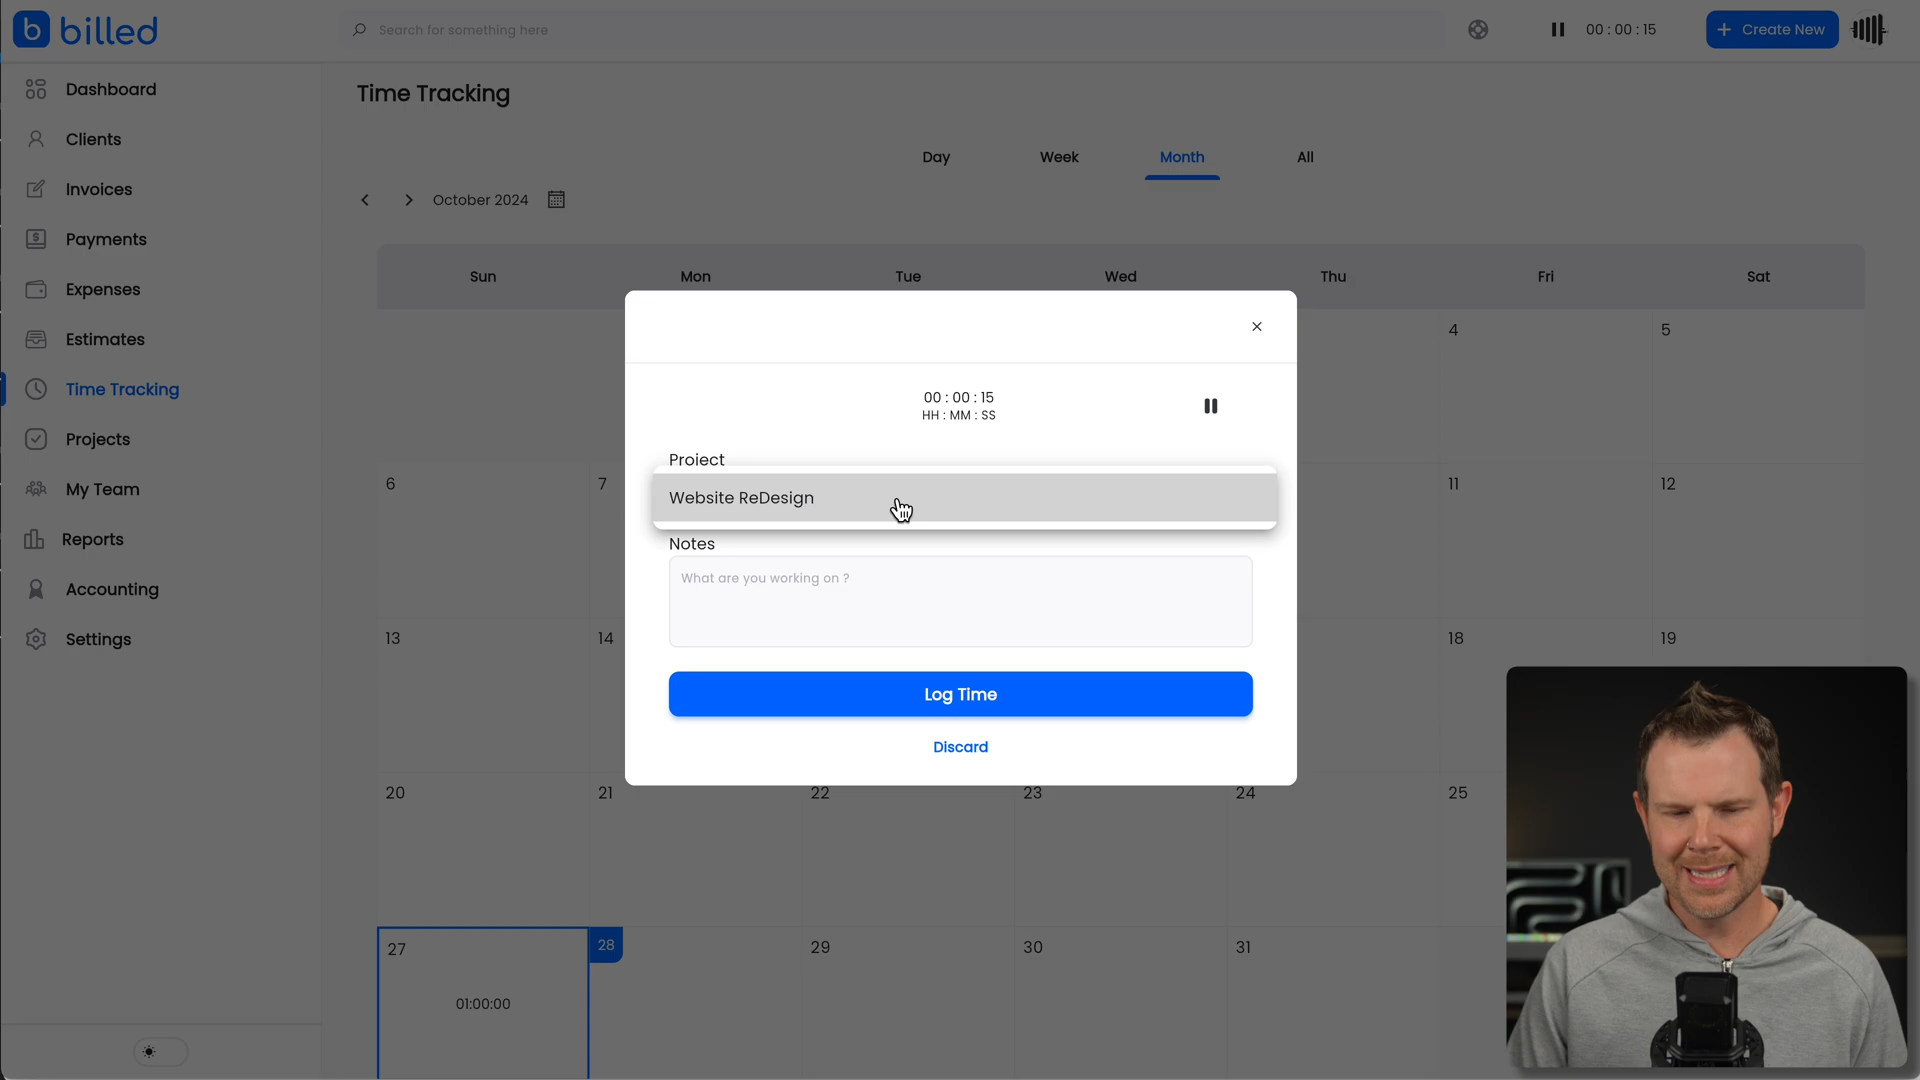 b billed
Search for something here
00 : 00 : 15
+ Create New
Dashboard
Clients
Invoices
Payments
Expenses
Estimates
Time Tracking
Projects
My Team
Reports
Accounting
Settings
Time Tracking
Day Week Month All
October 2024
Sun Mon Tue Wed Thu Fri Sat
4 5
6 7 11 12
13 14 18 19
20 21 22 23 24 25
27 28 29 30 31
01:00:00
00 : 00 : 15
HH : MM : SS
Project
Website ReDesign
Notes
What are you working on ?
Log Time
Discard